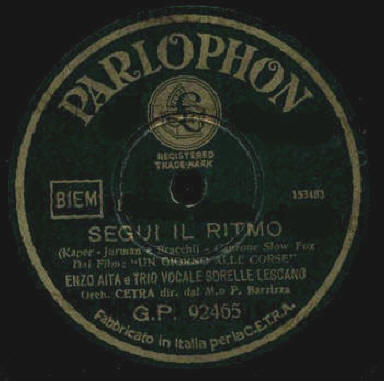 PARLOPHON
REGISTERED
TRADE-MARK
BIEM
153403
SEGUI IL RITMO
(Kaper - Jurman e Bracchi) - Canzone Slow Fox
Dal Film: "UN GIORNO ALLE CORSE"
ENZO AITA e TRIO VOCALE SORELLE LESCANO
Orch. CETRA dir. dal M.o P. Barzizza
G.P. 92465
Fabbricato in Italia per la C.E.T.R.A.